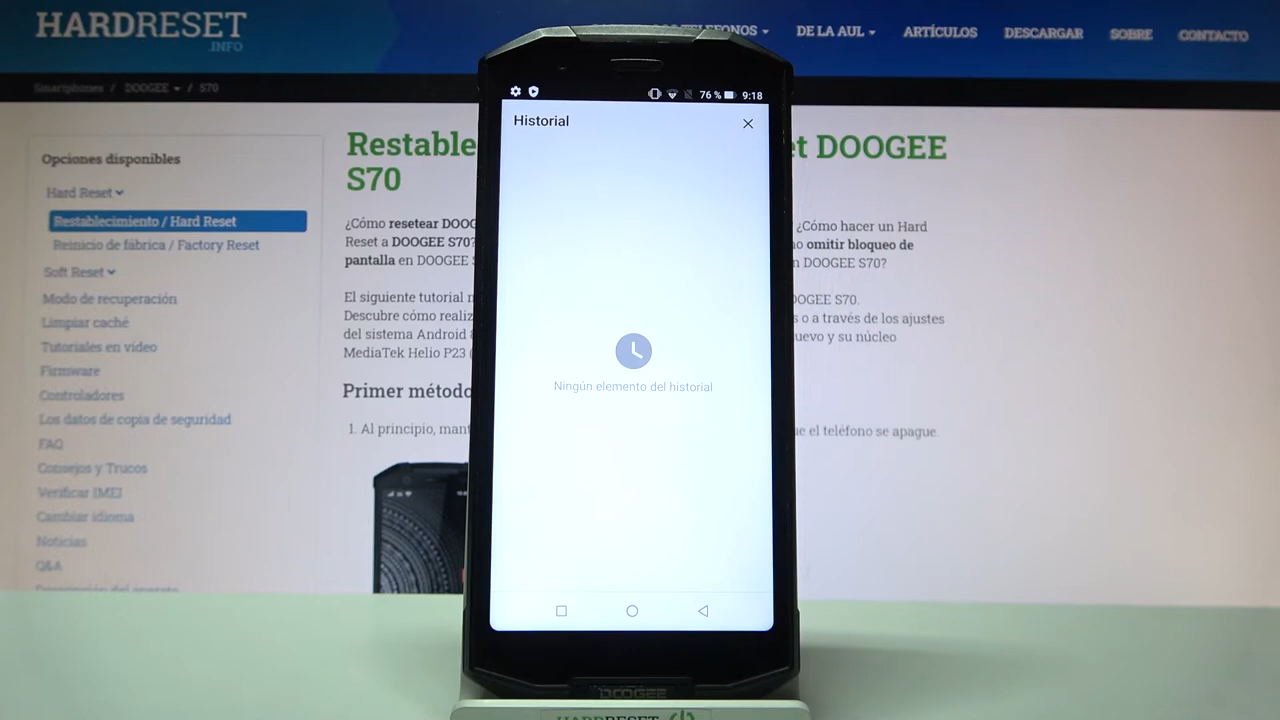 HARDRESET
.INFO
TELEFONOS
DE LA AUL
ARTÍCULOS
DESCARGAR
SOBRE
CONTACTO
Smartphones / DOOGEE / S70
Opciones disponibles
Hard Reset
Restablecimiento / Hard Reset
Reinicio de fábrica / Factory Reset
Soft Reset
Modo de recuperación
Limpiar caché
Tutoriales en vídeo
Firmware
Controladores
Los datos de copia de seguridad
FAQ
Consejos y Trucos
Verificar IMEI
Cambiar idioma
Noticias
Q&A
Restable
et DOOGEE
S70
¿Cómo resetear DOOG
¿Cómo hacer un Hard
Reset a DOOGEE S70?
omitir bloqueo de
pantalla en DOOGEE
n DOOGEE S70?
El siguiente tutorial
DOOGEE S70.
Descubre cómo realiz
s o a través de los ajustes
del sistema Android
uevo y su núcleo
MediaTek Helio P23 (
Primer método
1. Al principio, mant
ue el teléfono se apague.
76 % 9:18
Historial
Ningún elemento del historial
DOOGEE
HARDRESET